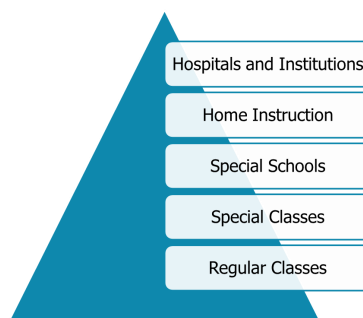 Hospitals and Institutions
Home Instruction
Special Schools
Special Classes
Regular Classes